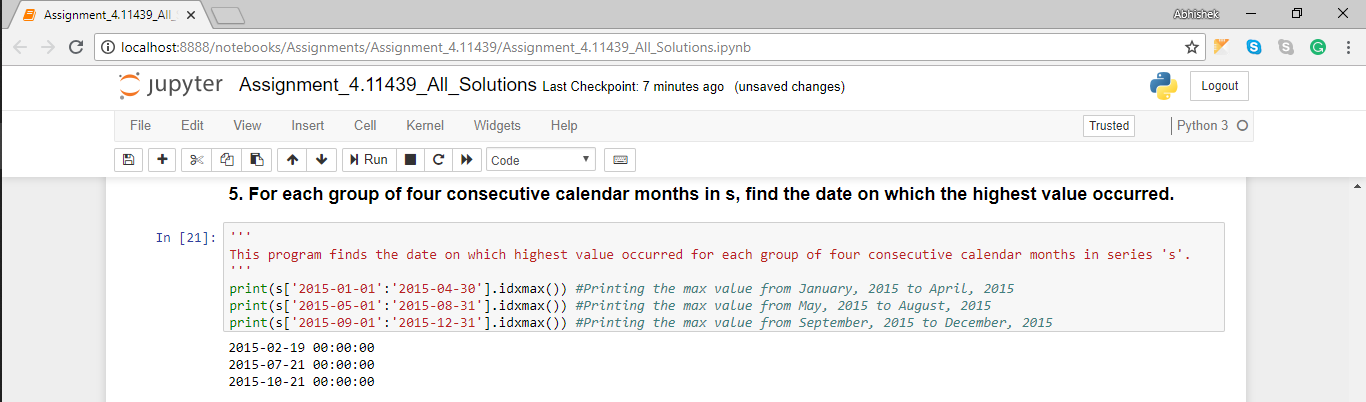 Assignment_4.11439_All_
Abhishek
localhost:8888/notebooks/Assignments/Assignment_4.11439/Assignment_4.11439_All_Solutions.ipynb
jupyter Assignment_4.11439_All_Solutions Last Checkpoint: 7 minutes ago (unsaved changes)
Logout
File Edit View Insert Cell Kernel Widgets Help
Trusted
Python 3
Run
Code
5. For each group of four consecutive calendar months in s, find the date on which the highest value occurred.
In [21]: '''
This program finds the date on which highest value occurred for each group of four consecutive calendar months in series 's'.
'''
print(s['2015-01-01':'2015-04-30'].idxmax()) #Printing the max value from January, 2015 to April, 2015
print(s['2015-05-01':'2015-08-31'].idxmax()) #Printing the max value from May, 2015 to August, 2015
print(s['2015-09-01':'2015-12-31'].idxmax()) #Printing the max value from September, 2015 to December, 2015
2015-02-19 00:00:00
2015-07-21 00:00:00
2015-10-21 00:00:00